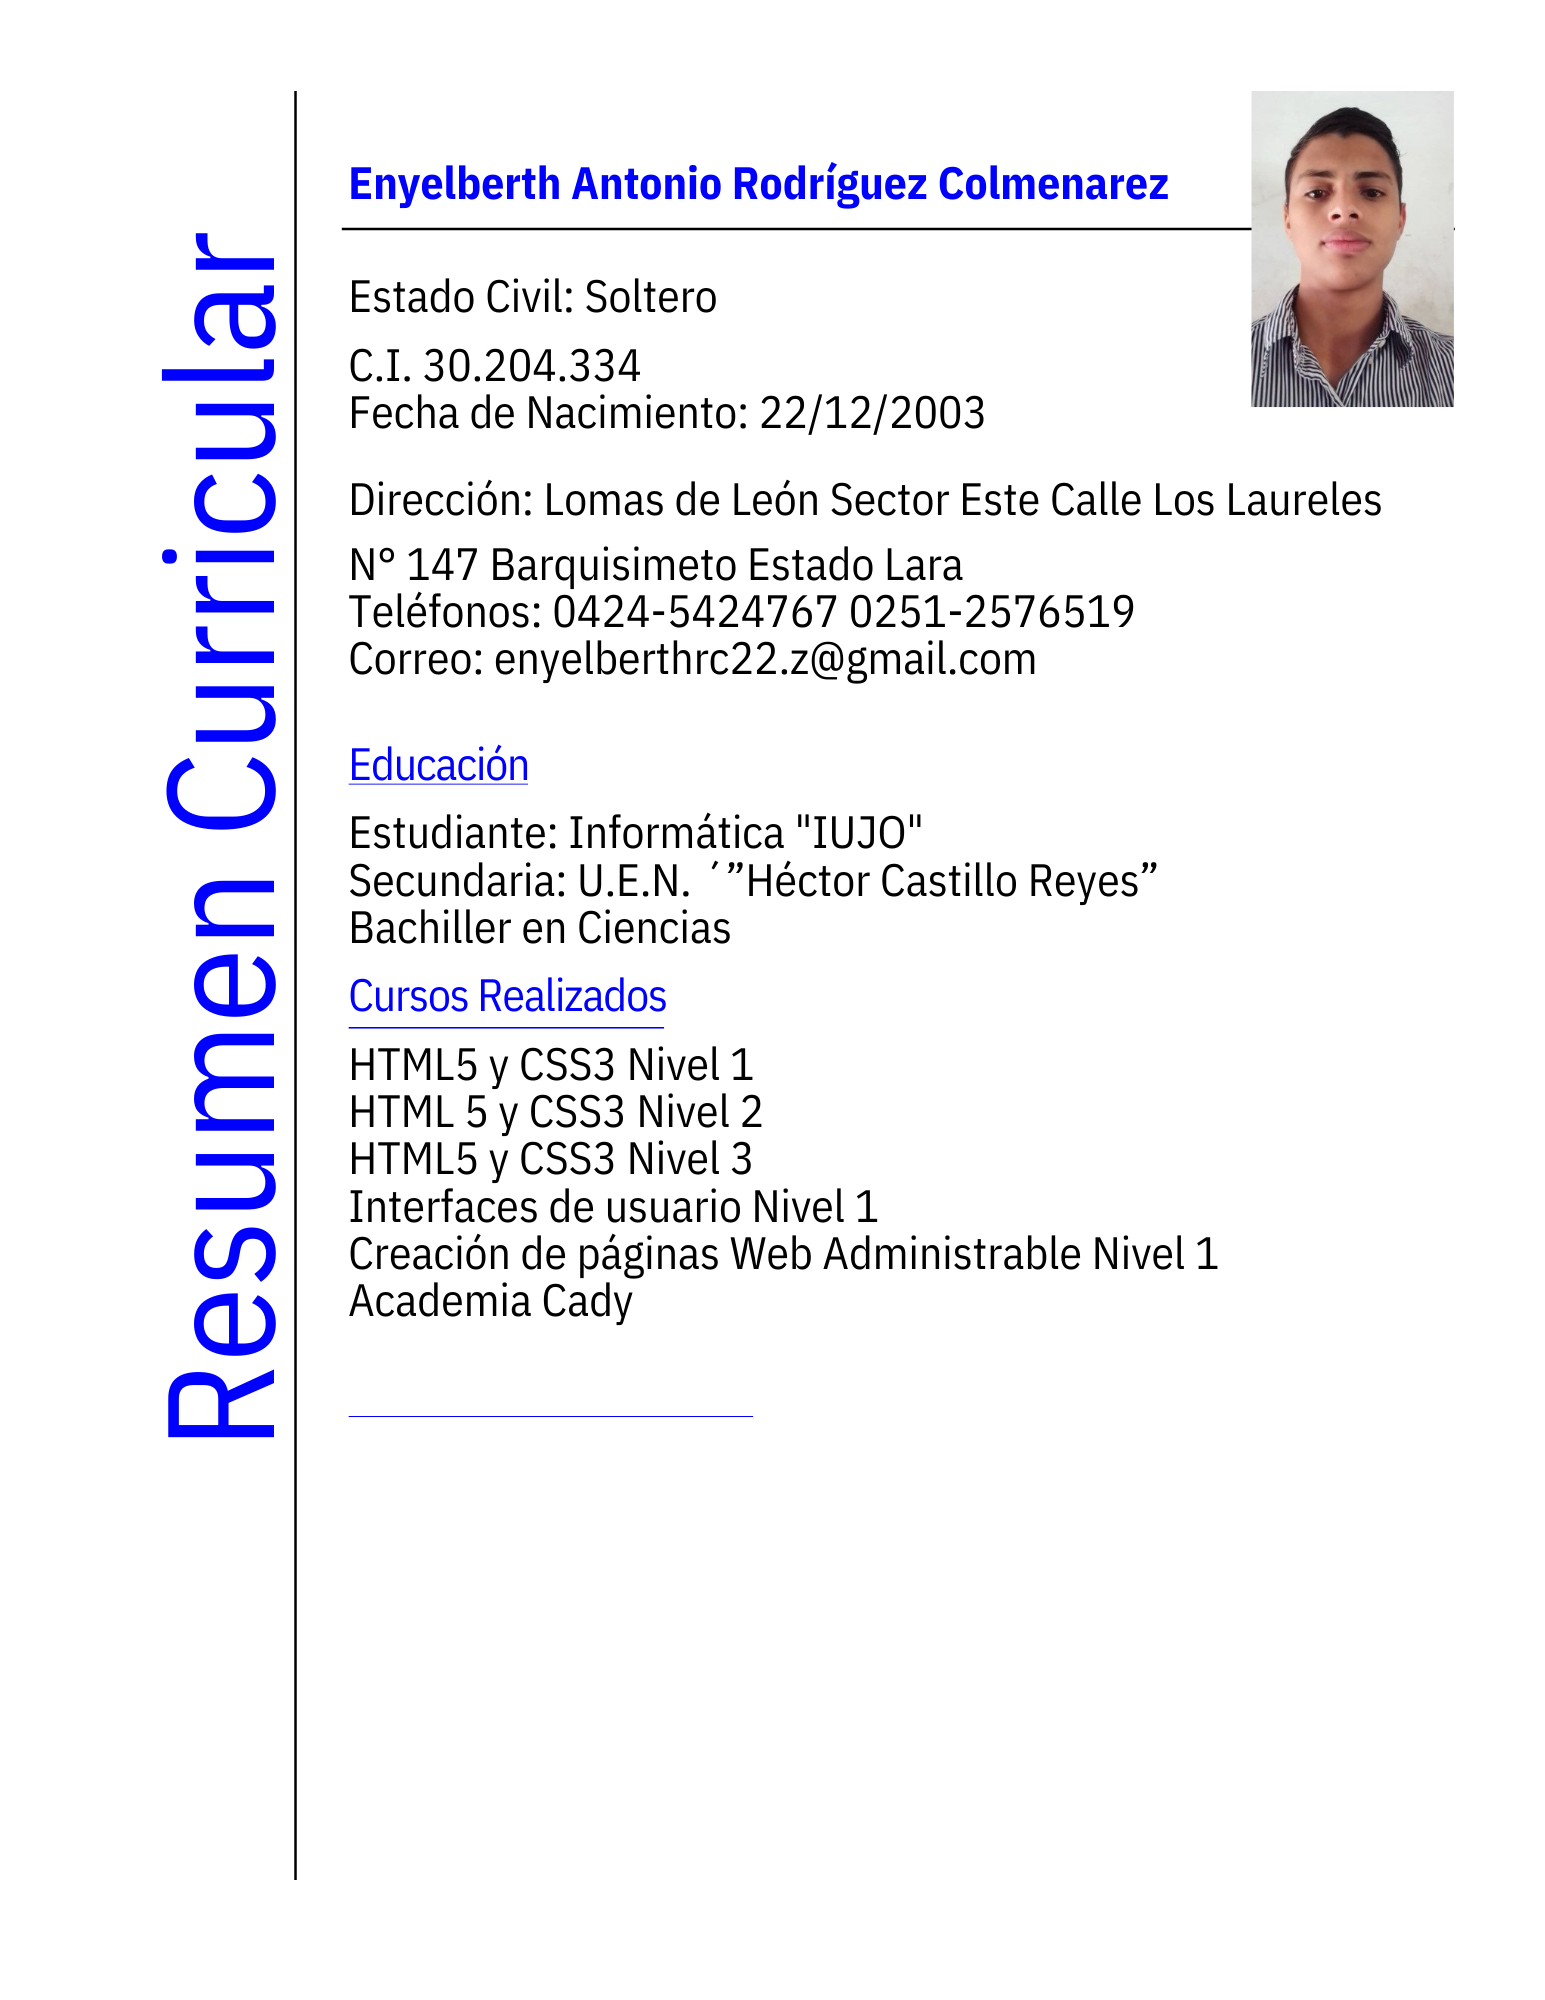 Resumen Curricular
Enyelberth Antonio Rodríguez Colmenarez
Estado Civil: Soltero
C.I. 30.204.334
Fecha de Nacimiento: 22/12/2003
Dirección: Lomas de León Sector Este Calle Los Laureles
N° 147 Barquisimeto Estado Lara
Teléfonos: 0424-5424767 0251-2576519
Correo: enyelberthrc22.z@gmail.com
Educación
Estudiante: Informática "IUJO"
Secundaria: U.E.N. ´”Héctor Castillo Reyes”
Bachiller en Ciencias
Cursos Realizados
HTML5 y CSS3 Nivel 1
HTML 5 y CSS3 Nivel 2
HTML5 y CSS3 Nivel 3
Interfaces de usuario Nivel 1
Creación de páginas Web Administrable Nivel 1
Academia Cady